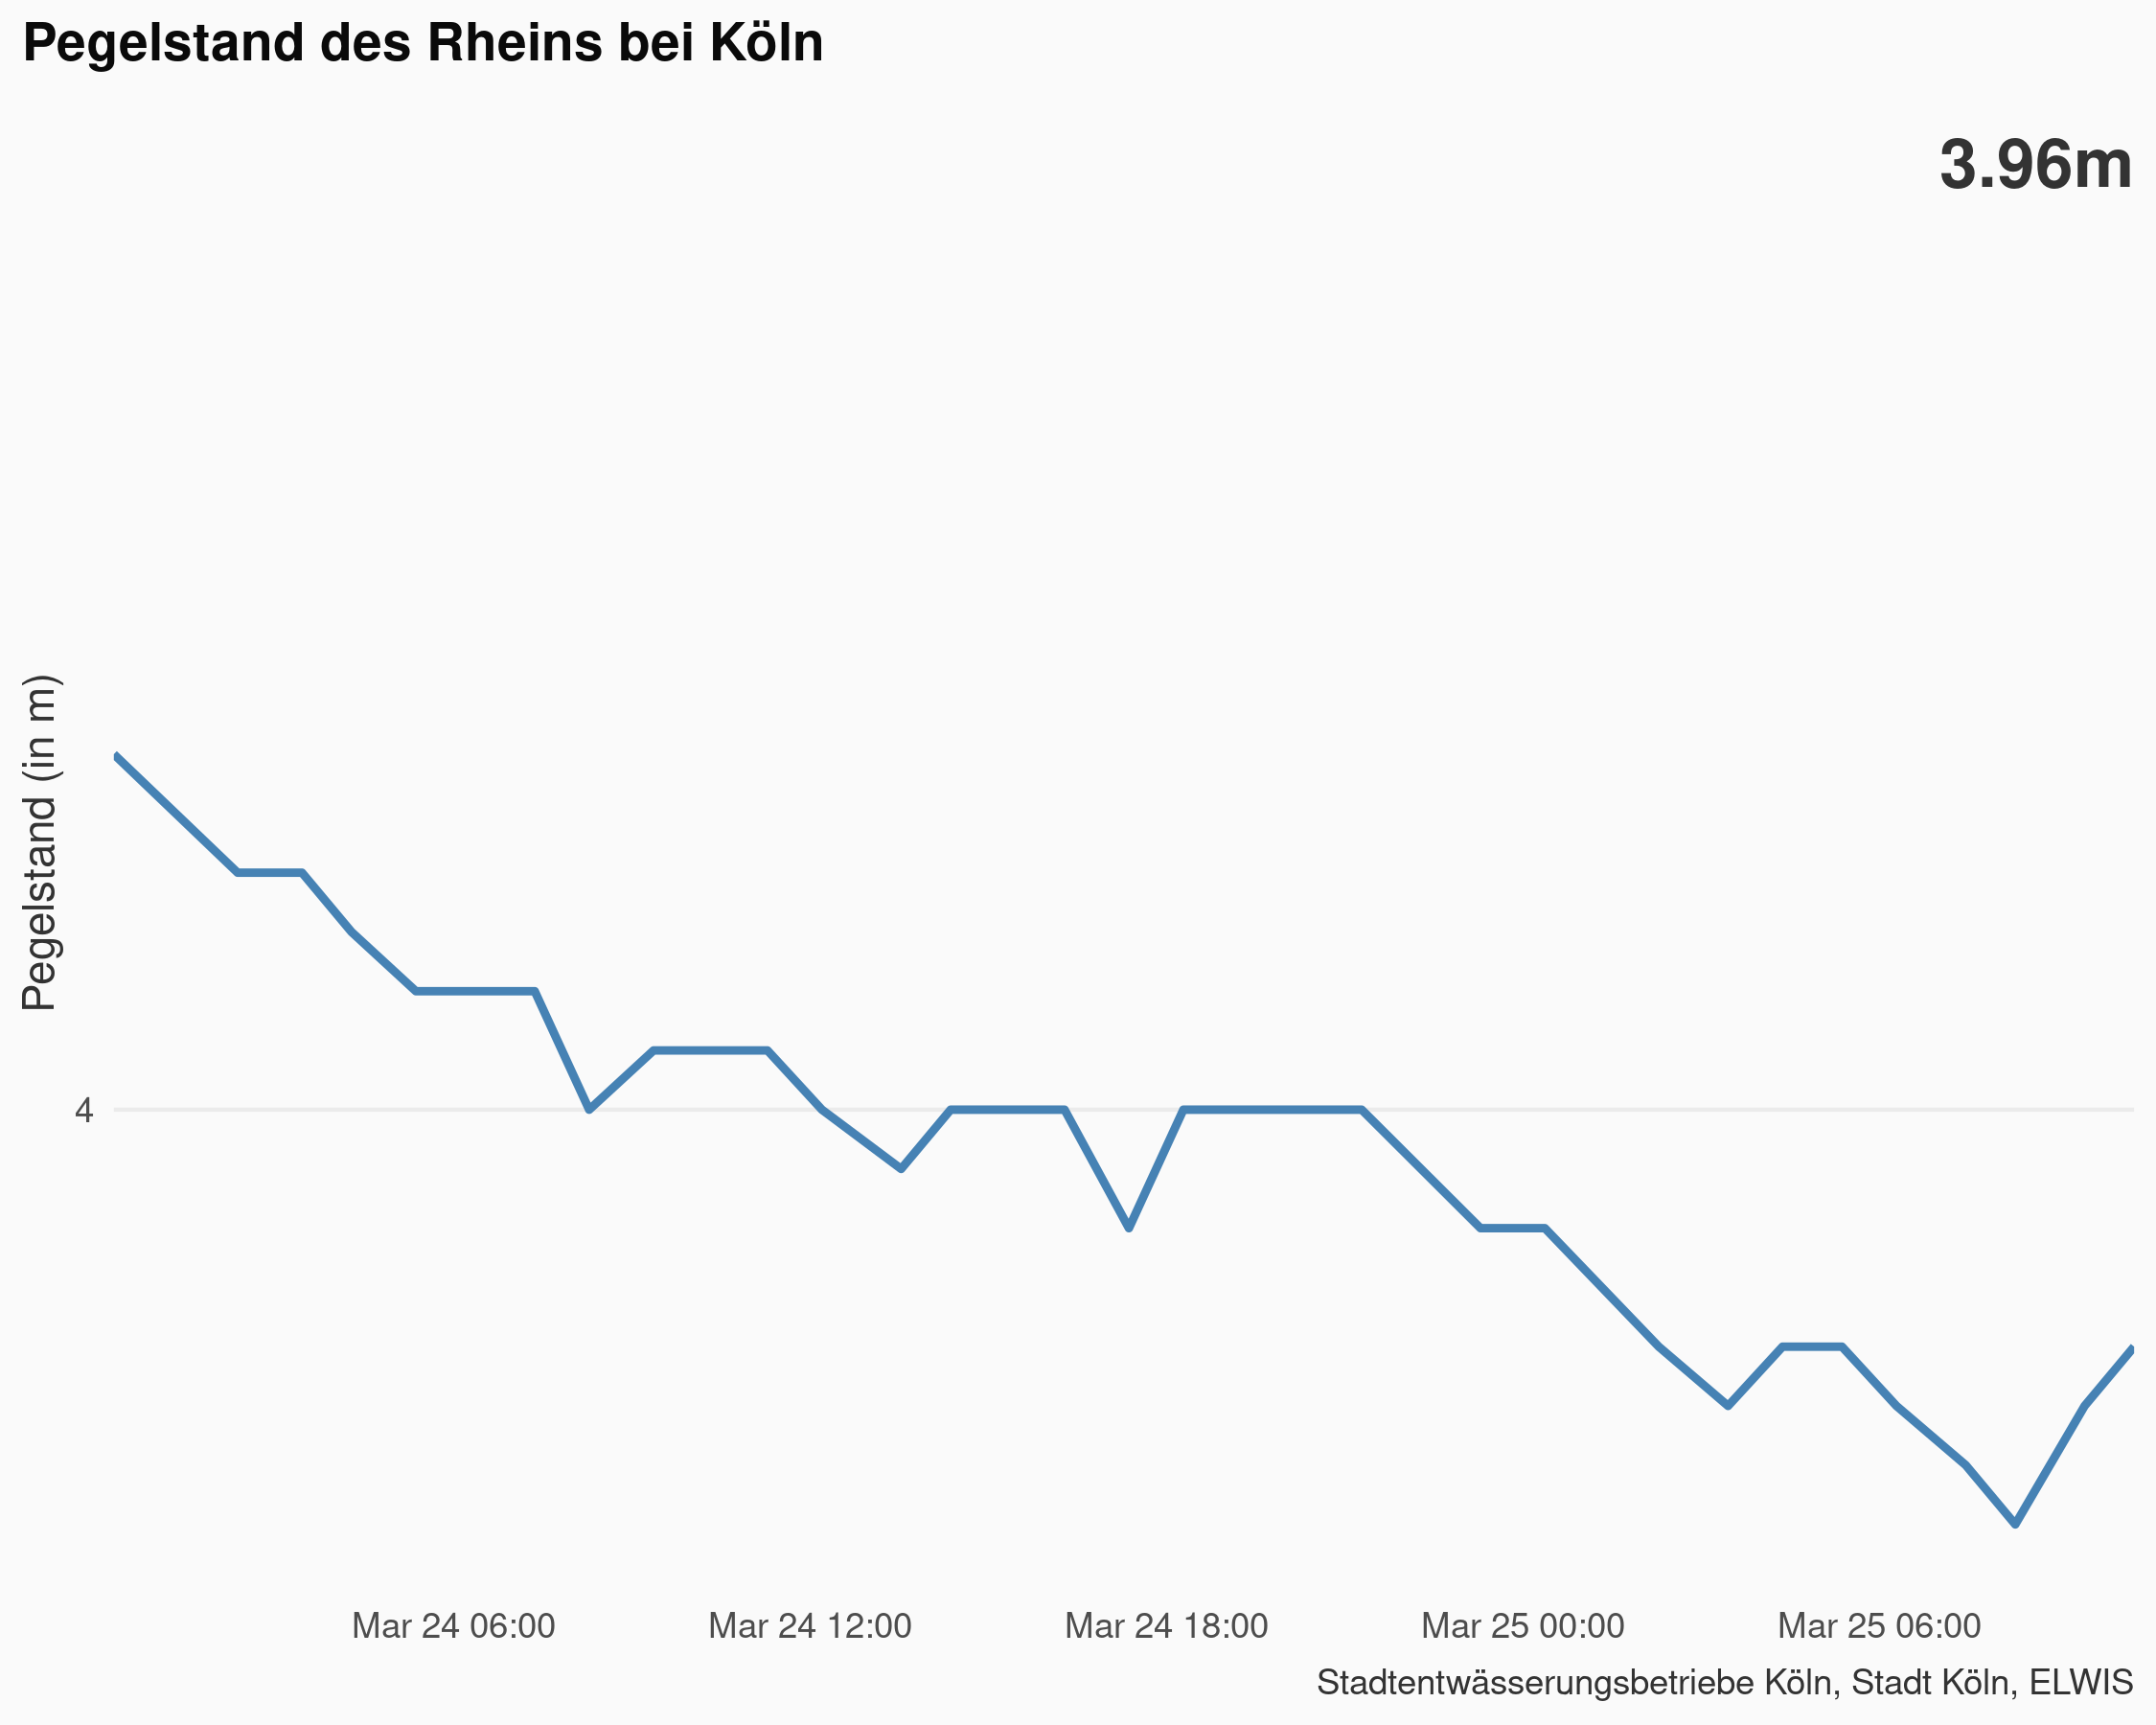 Pegelstand des Rheins bei Köln
3.96m
Pegelstand (in m)
4
Mar 24 06:00
Mar 24 12:00
Mar 24 18:00
Mar 25 00:00
Mar 25 06:00
Stadtentwässerungsbetriebe Köln, Stadt Köln, ELWIS